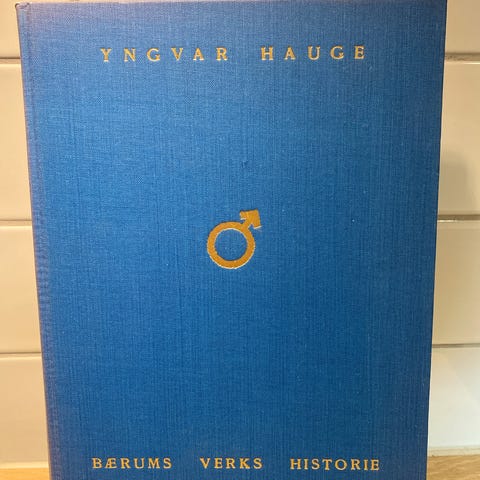 YNGVAR HAUGE
BÆRUMS VERKS HISTORIE